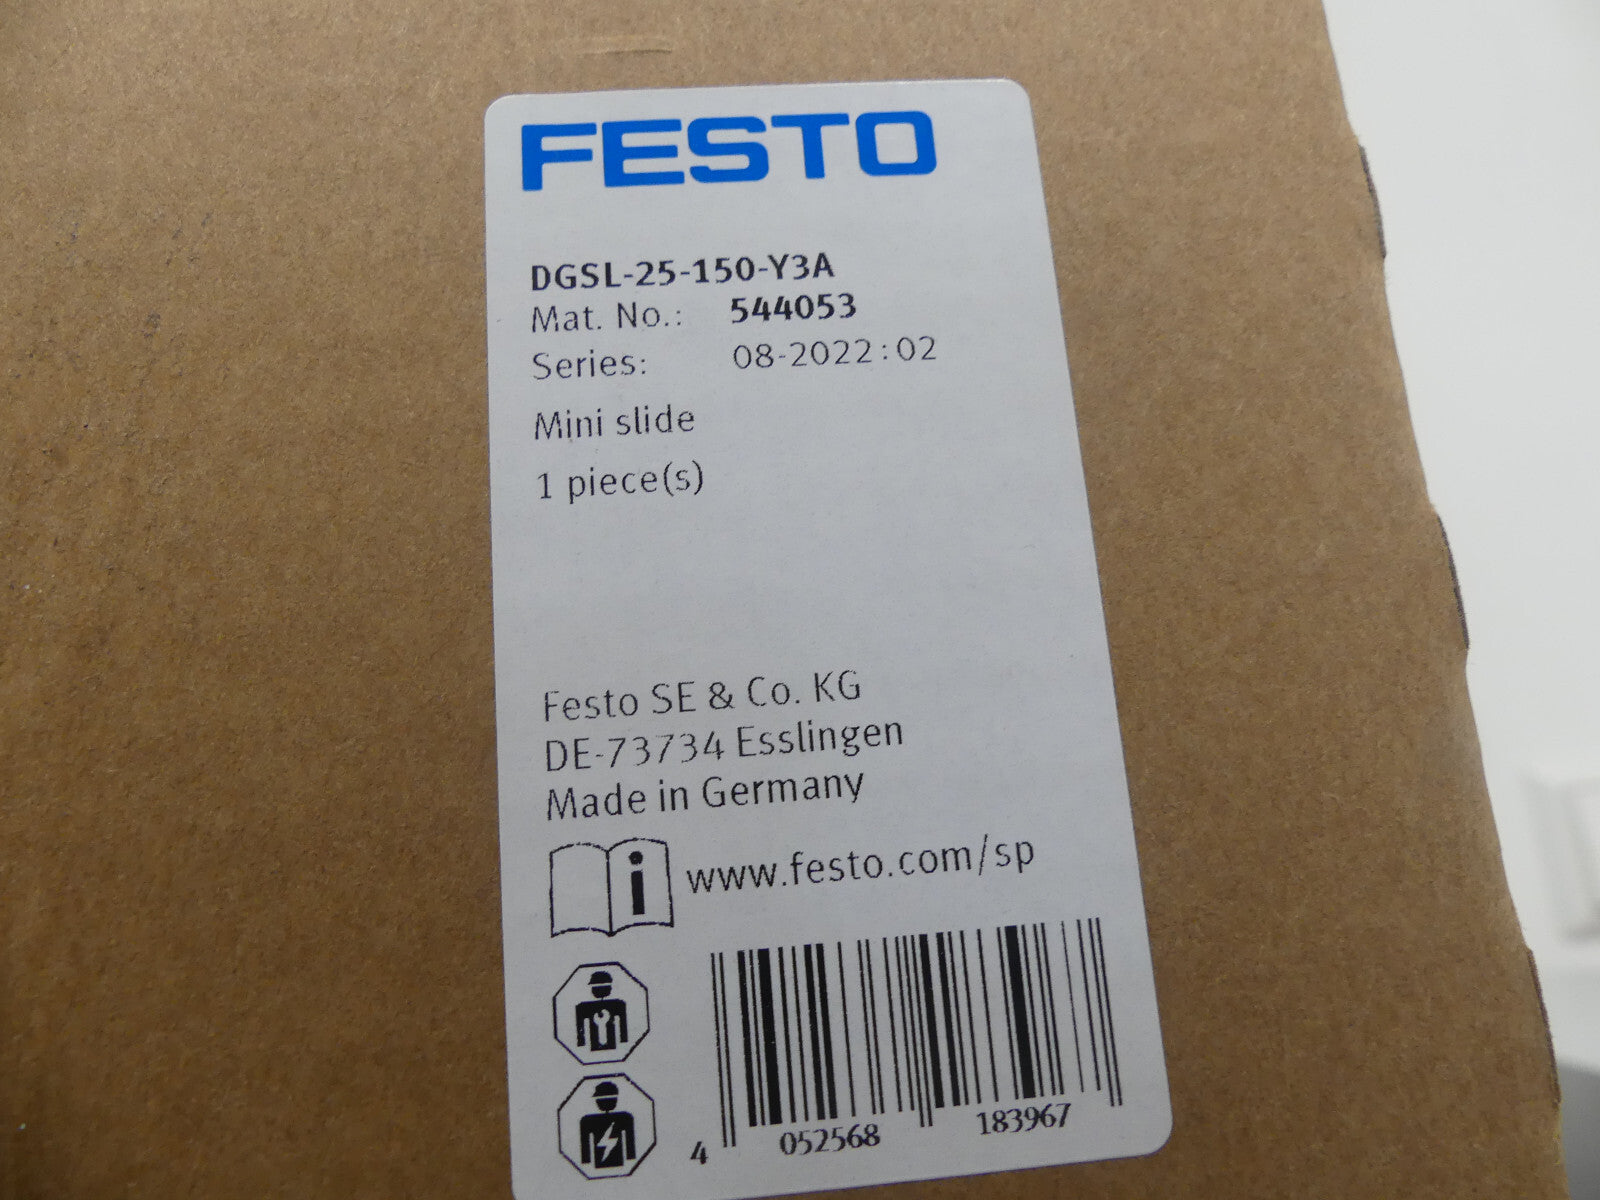 FESTO
DGSL-25-150-Y3A
Mat. No.: 544053
Series: 08-2022:02
Mini slide
1 piece(s)
Festo SE & Co. KG
DE-73734 Esslingen
Made in Germany
www.festo.com/sp
4 052568 183967